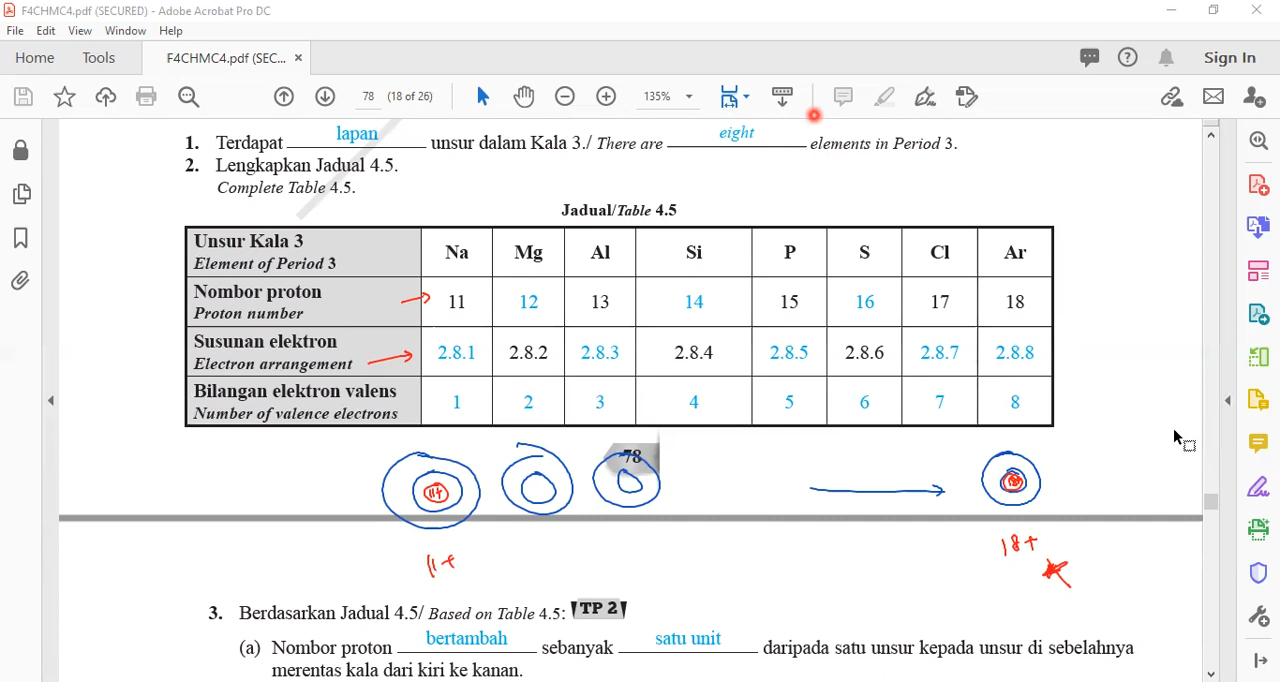 F4CHMC4.pdf (SECURED) - Adobe Acrobat Pro DC
File Edit View Window Help
Home Tools F4CHMC4.pdf (SEC... × Sign In
78 (18 of 26) 135%
1. Terdapat lapan unsur dalam Kala 3./ There are eight elements in Period 3.
2. Lengkapkan Jadual 4.5.
Complete Table 4.5.
Jadual/Table 4.5
Unsur Kala 3
Element of Period 3
Na Mg Al Si P S Cl Ar
Nombor proton
Proton number
11 12 13 14 15 16 17 18
Susunan elektron
Electron arrangement
2.8.1 2.8.2 2.8.3 2.8.4 2.8.5 2.8.6 2.8.7 2.8.8
Bilangan elektron valens
Number of valence electrons
1 2 3 4 5 6 7 8
78
11+
11+ 18+
3. Berdasarkan Jadual 4.5/ Based on Table 4.5: TP 2
(a) Nombor proton bertambah sebanyak satu unit daripada satu unsur kepada unsur di sebelahnya
merentas kala dari kiri ke kanan.